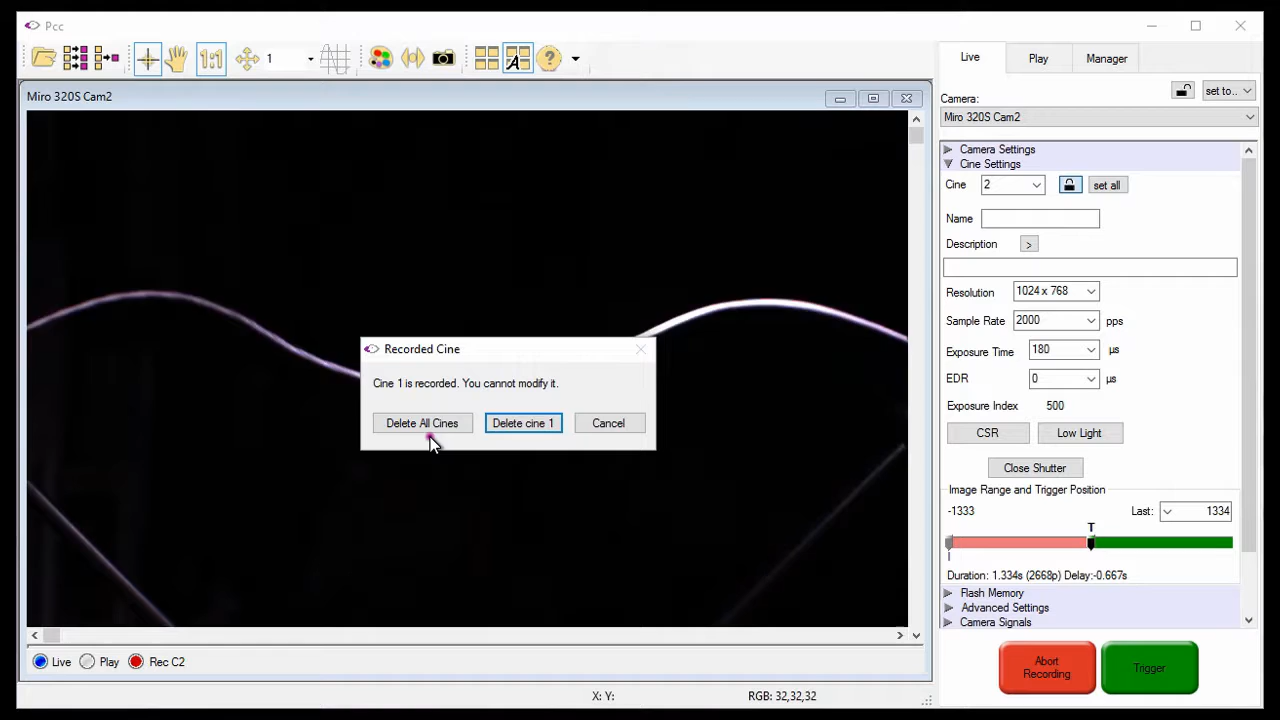 Pcc
1:1
1
A
?
Live
Play
Manager
set to..
Camera:
Miro 320S Cam2
Miro 320S Cam2
Camera Settings
Cine Settings
Cine
2
set all
Name
Description
>
Resolution
1024 x 768
Sample Rate
2000
pps
Exposure Time
180
µs
EDR
0
µs
Exposure Index
500
CSR
Low Light
Close Shutter
Image Range and Trigger Position
-1333
Last:
1334
T
Duration: 1.334s (2668p) Delay:-0.667s
Flash Memory
Advanced Settings
Camera Signals
Abort
Recording
Trigger
Recorded Cine
Cine 1 is recorded. You cannot modify it.
Delete All Cines
Delete cine 1
Cancel
Live
Play
Rec C2
X: Y:
RGB: 32,32,32